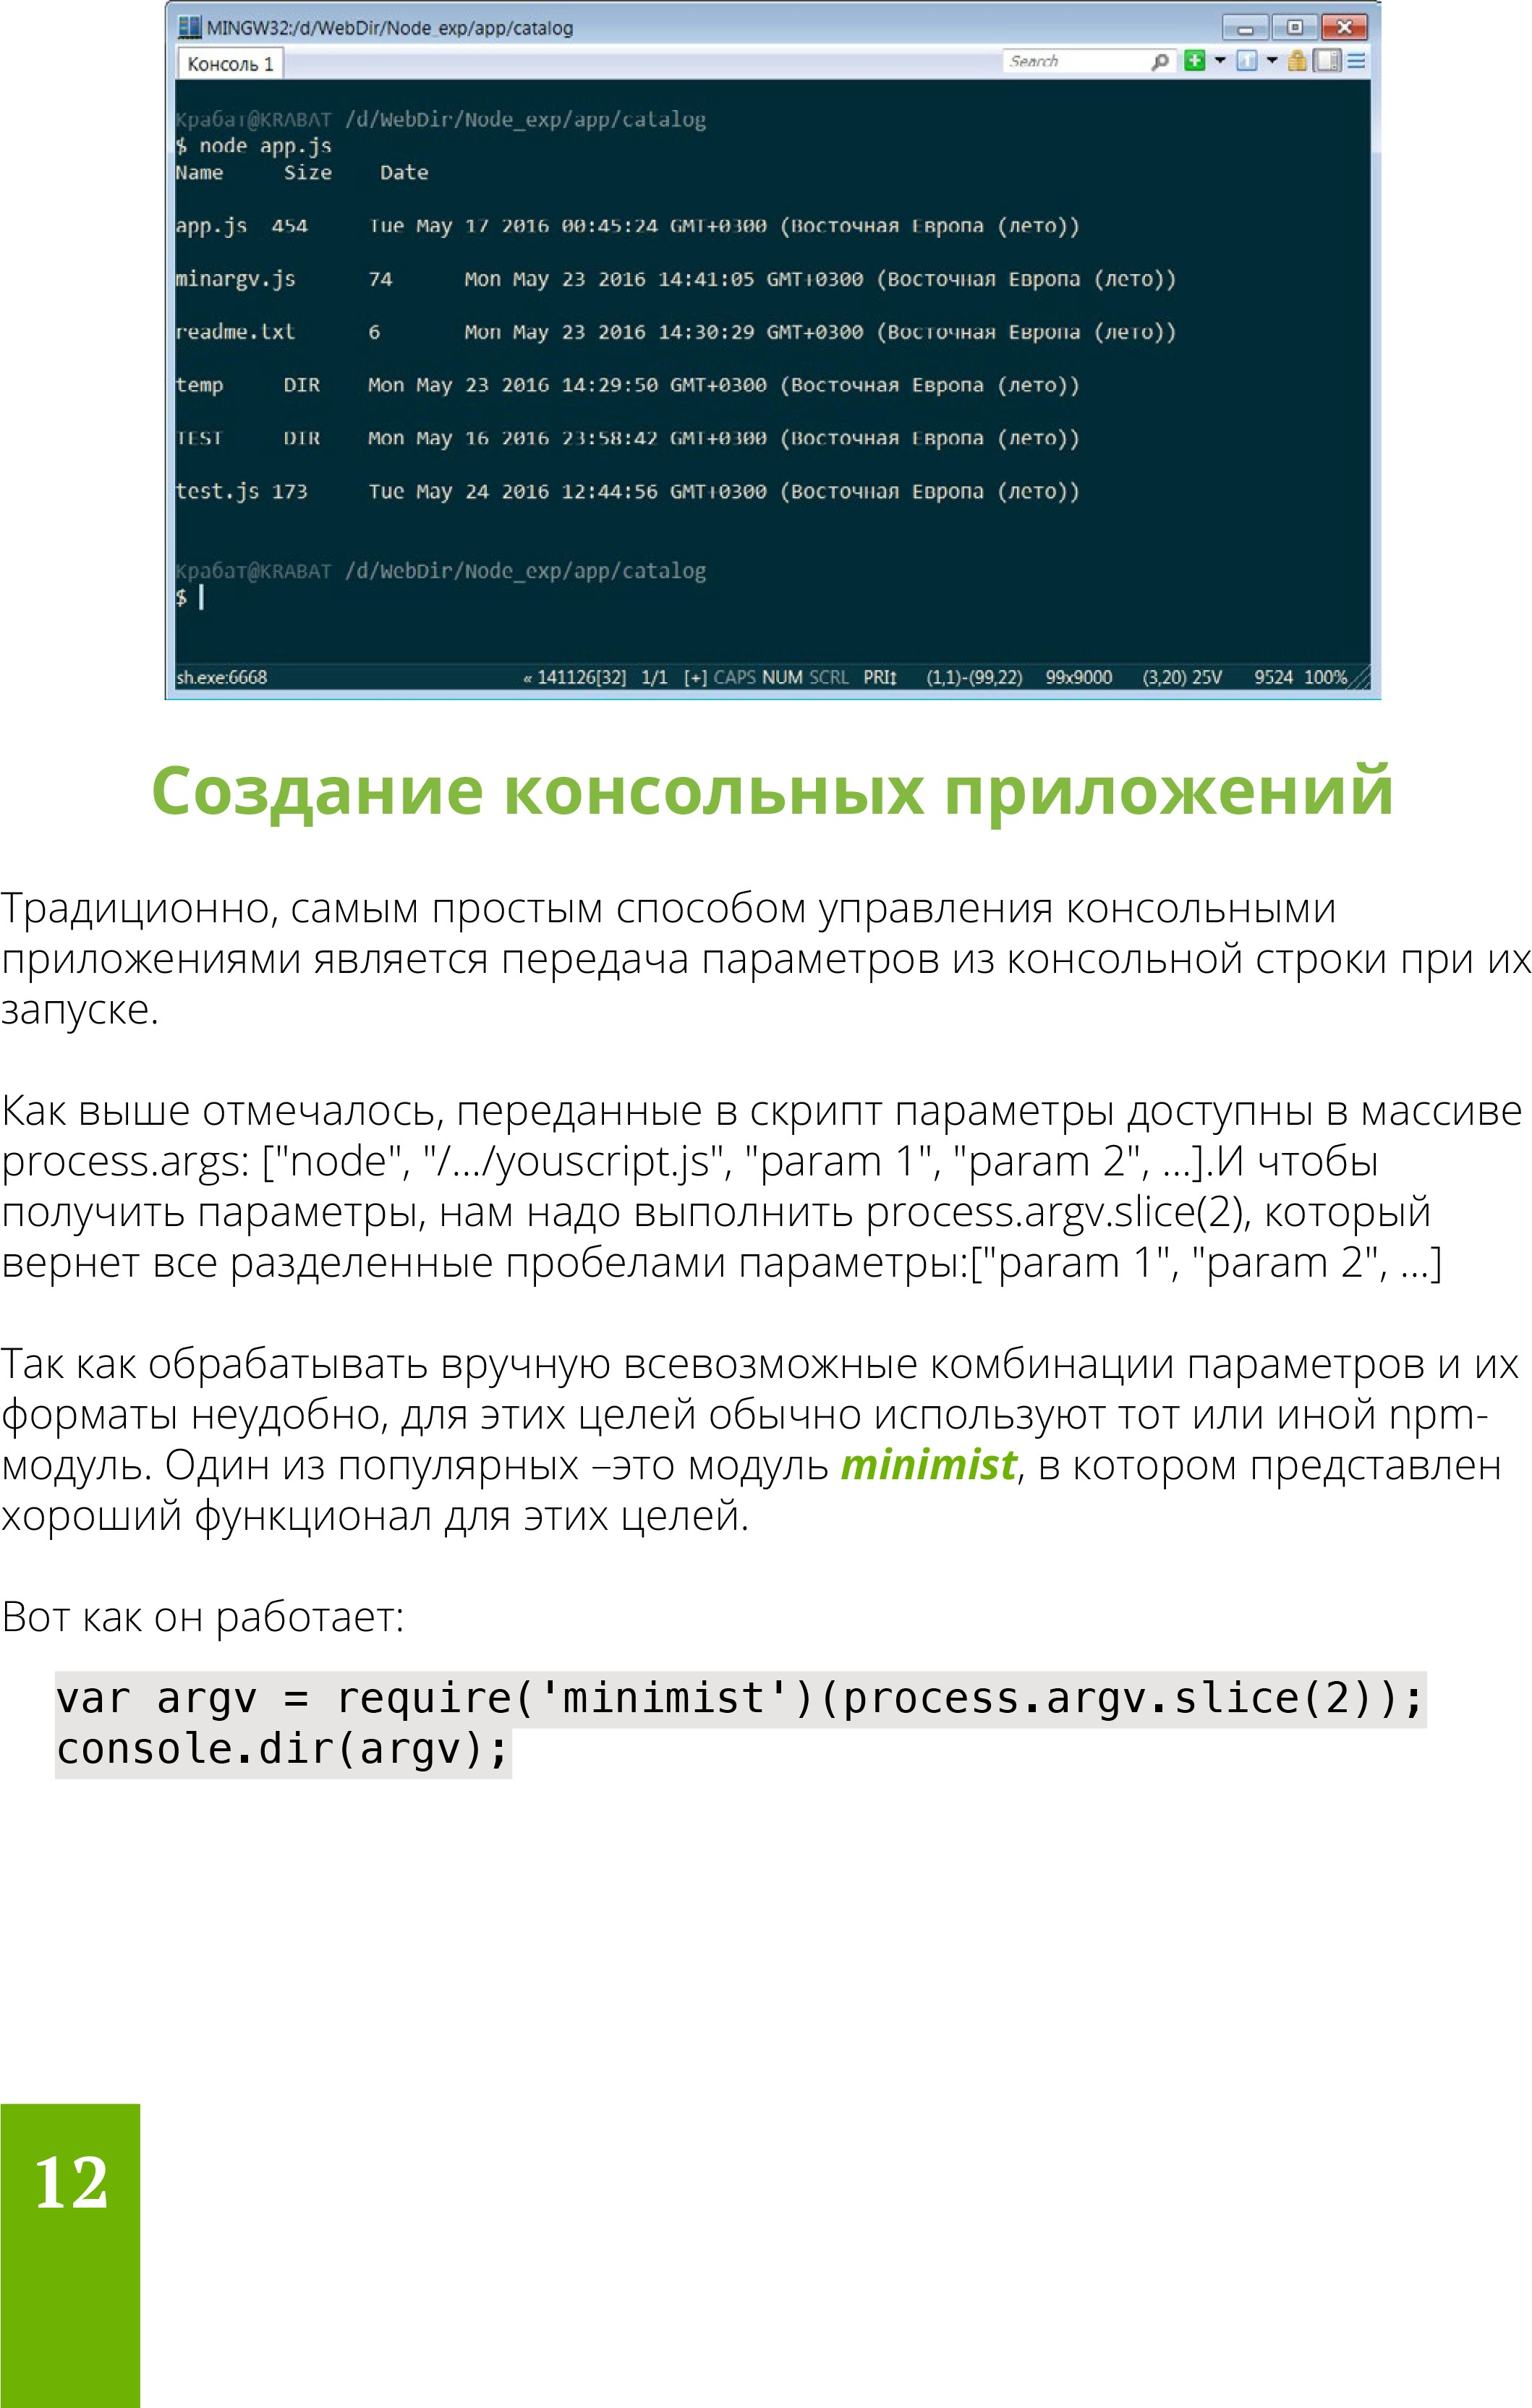 MINGW32:/d/WebDir/Node_exp/app/catalog
Консоль 1 Search
Крабат@KRABAT /d/WebDir/Node_exp/app/catalog
$ node app.js
Name Size Date
app.js 454 Tue May 17 2016 00:45:24 GMT+0300 (Восточная Европа (лето))
minargv.js 74 Mon May 23 2016 14:41:05 GMT+0300 (Восточная Европа (лето))
readme.txt 6 Mon May 23 2016 14:30:29 GMT+0300 (Восточная Европа (лето))
temp DIR Mon May 23 2016 14:29:50 GMT+0300 (Восточная Европа (лето))
TEST DIR Mon May 16 2016 23:58:42 GMT+0300 (Восточная Европа (лето))
test.js 173 Tue May 24 2016 12:44:56 GMT+0300 (Восточная Европа (лето))
Крабат@KRABAT /d/WebDir/Node_exp/app/catalog
$
sh.exe:6668 « 141126[32] 1/1 [+] CAPS NUM SCRL PRI↕ (1,1)-(99,22) 99x9000 (3,20) 25V 9524 100%
Создание консольных приложений
Традиционно, самым простым способом управления консольными
приложениями является передача параметров из консольной строки при их
запуске.
Как выше отмечалось, переданные в скрипт параметры доступны в массиве
process.args: ["node", "/.../youscript.js", "param 1", "param 2", ...].И чтобы
получить параметры, нам надо выполнить process.argv.slice(2), который
вернет все разделенные пробелами параметры:["param 1", "param 2", ...]
Так как обрабатывать вручную всевозможные комбинации параметров и их
форматы неудобно, для этих целей обычно используют тот или иной npm-
модуль. Один из популярных –это модуль minimist, в котором представлен
хороший функционал для этих целей.
Вот как он работает:
var argv = require('minimist')(process.argv.slice(2));
console.dir(argv);
12